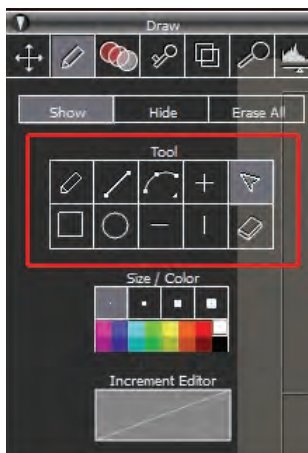 Draw
Show Hide Erase All
Tool
Size / Color
Increment Editor